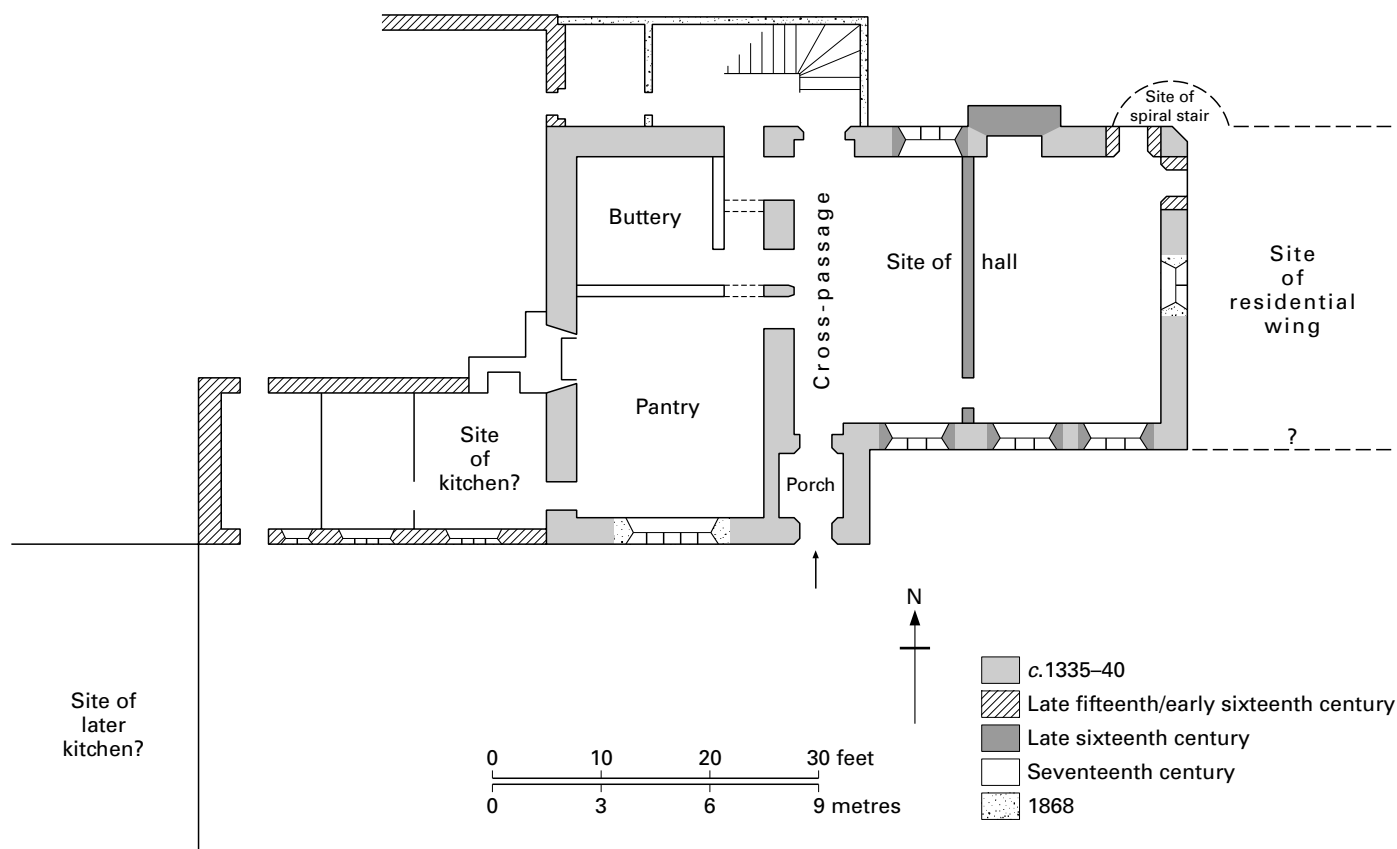 Site of
spiral stair
Buttery
Cross-passage
Site of hall
Site
of
residential
wing
Pantry
Site
of
kitchen?
?
Porch
N
c.1335–40
Late fifteenth/early sixteenth century
Late sixteenth century
Seventeenth century
1868
Site of
later
kitchen?
0 10 20 30 feet
0 3 6 9 metres